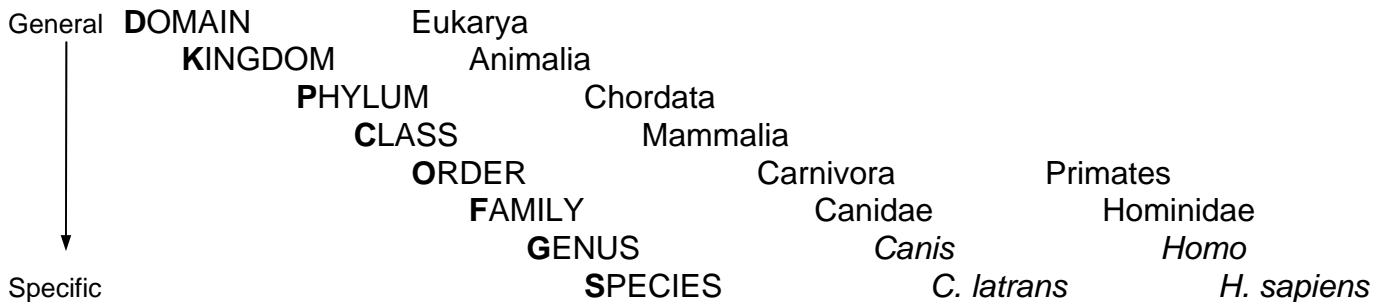 General DOMAIN Eukarya
KINGDOM Animalia
PHYLUM Chordata
CLASS Mammalia
ORDER Carnivora Primates
FAMILY Canidae Hominidae
GENUS Canis Homo
Specific SPECIES C. latrans H. sapiens